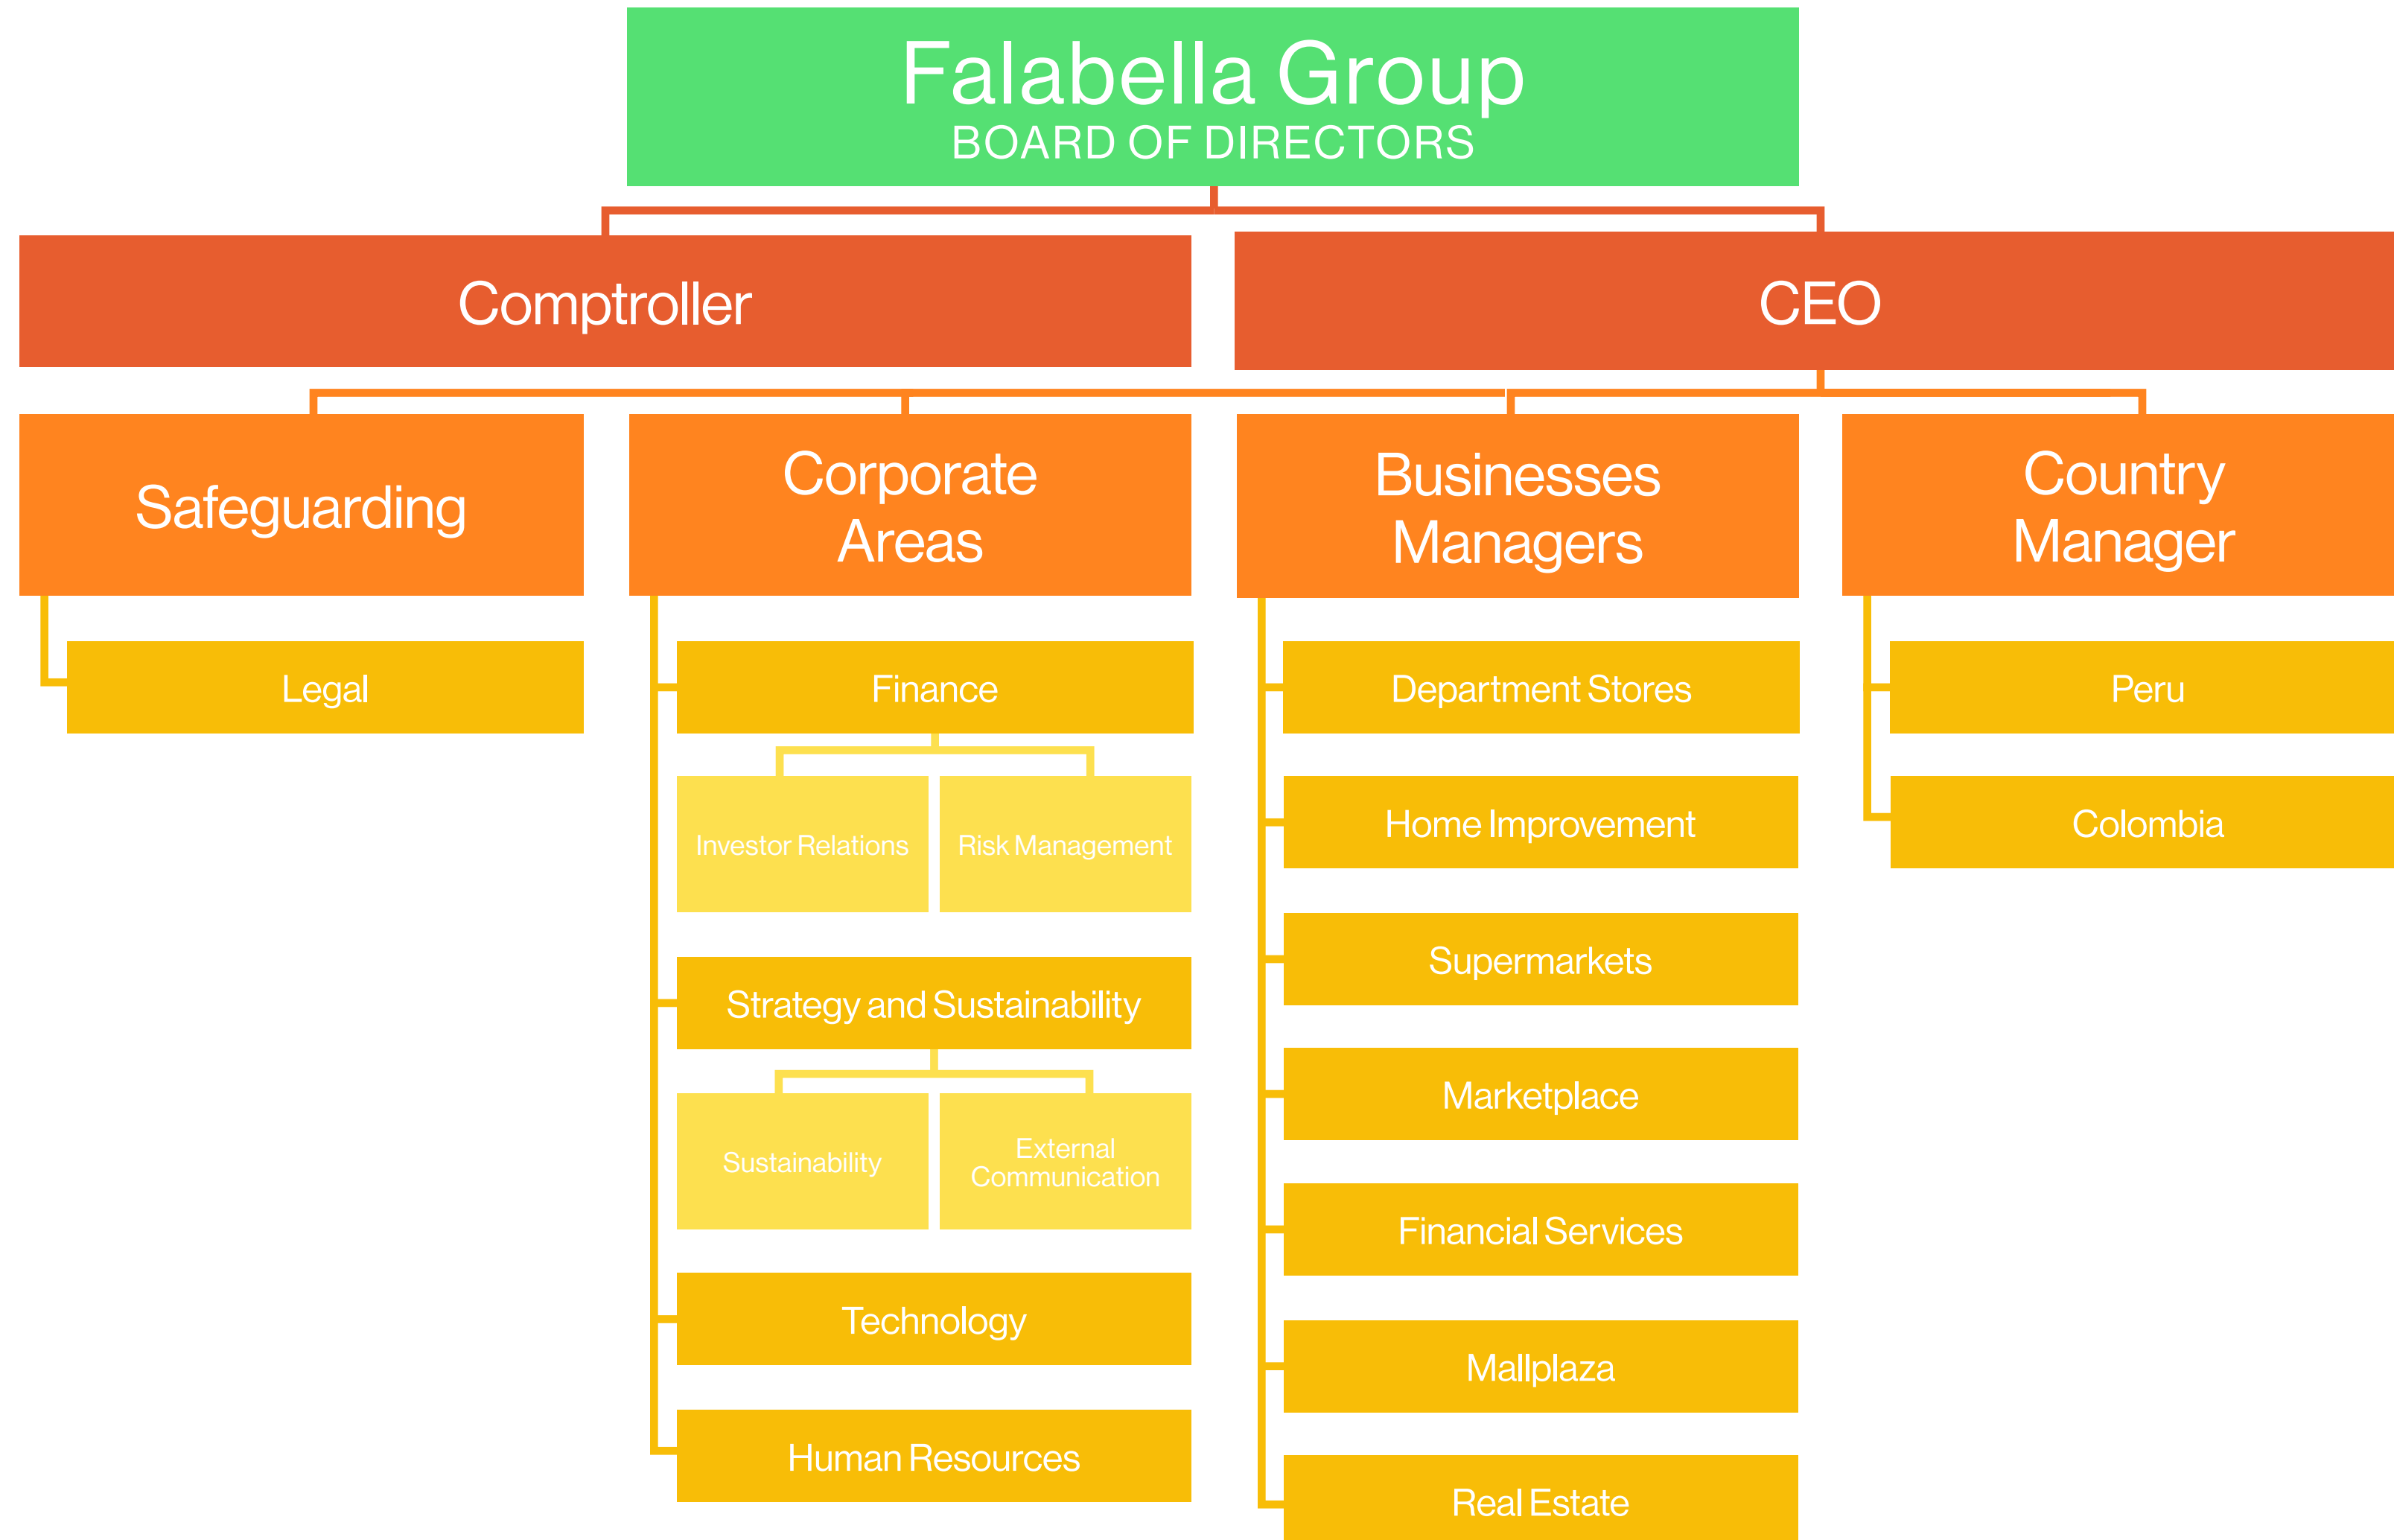 Falabella Group
BOARD OF DIRECTORS
Comptroller
CEO
Safeguarding
Corporate
Areas
Businesses
Managers
Country
Manager
Legal
Finance
Investor Relations
Risk Management
Strategy and Sustainability
Sustainability
External
Communication
Technology
Human Resources
Department Stores
Home Improvement
Supermarkets
Marketplace
Financial Services
Mallplaza
Real Estate
Peru
Colombia